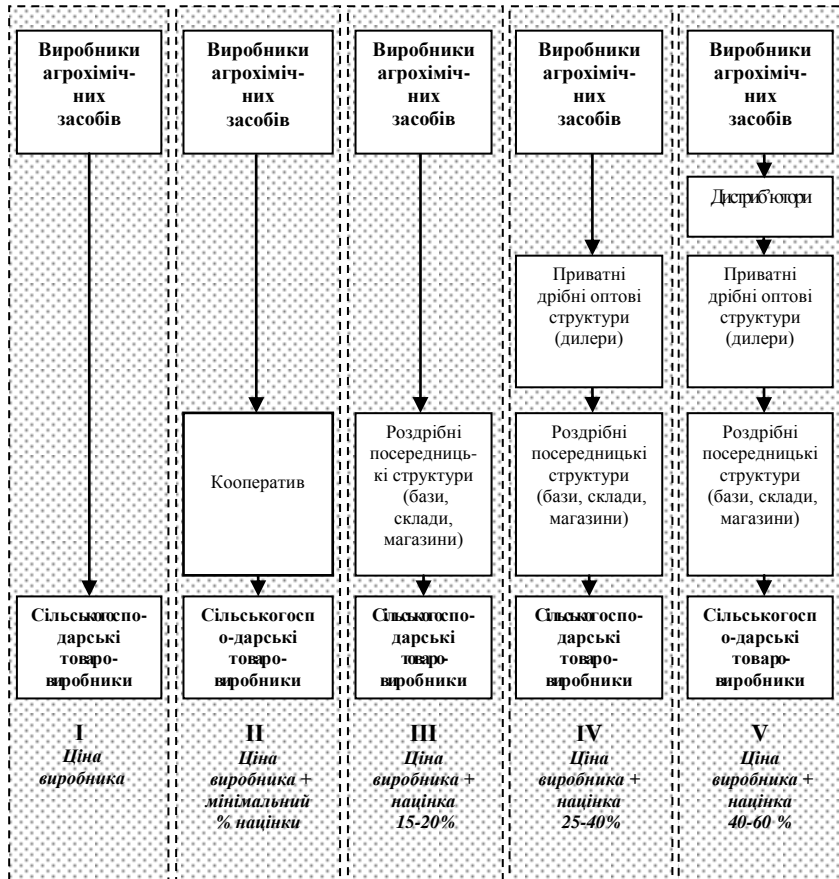 Виробники
агрохіміч-
них
засобів
Сільськогоспо-
дарські
товаро-
виробники
I
Ціна
виробника
Виробники
агрохіміч-
них
засобів
Кооператив
Сільськогосп
о-дарські
товаро-
виробники
II
Ціна
виробника +
мінімальний
% націнки
Виробники
агрохіміч-
них
засобів
Роздрібні
посередниць-
кі структури
(бази,
склади,
магазини)
Сільськогоспо-
дарські
товаро-
виробники
III
Ціна
виробника +
націнка
15-20%
Виробники
агрохіміч-
них
засобів
Приватні
дрібні оптові
структури
(дилери)
Роздрібні
посередницькі
структури
(бази, склади,
магазини)
Сільськогоспо-
дарські
товаро-
виробники
IV
Ціна
виробника +
націнка
25-40%
Виробники
агрохіміч-
них
засобів
Дистриб’ютори
Приватні
дрібні оптові
структури
(дилери)
Роздрібні
посередницькі
структури
(бази, склади,
магазини)
Сільськогосп
о-дарські
товаро-
виробники
V
Ціна
виробника +
націнка
40-60 %